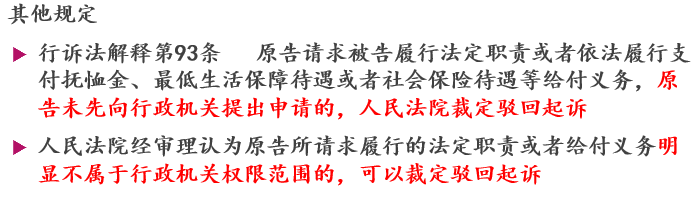 其他规定
行诉法解释第93条 原告请求被告履行法定职责或者依法履行支
付抚恤金、最低生活保障待遇或者社会保险待遇等给付义务，原
告未先向行政机关提出申请的，人民法院裁定驳回起诉
人民法院经审理认为原告所请求履行的法定职责或者给付义务明
显不属于行政机关权限范围的，可以裁定驳回起诉